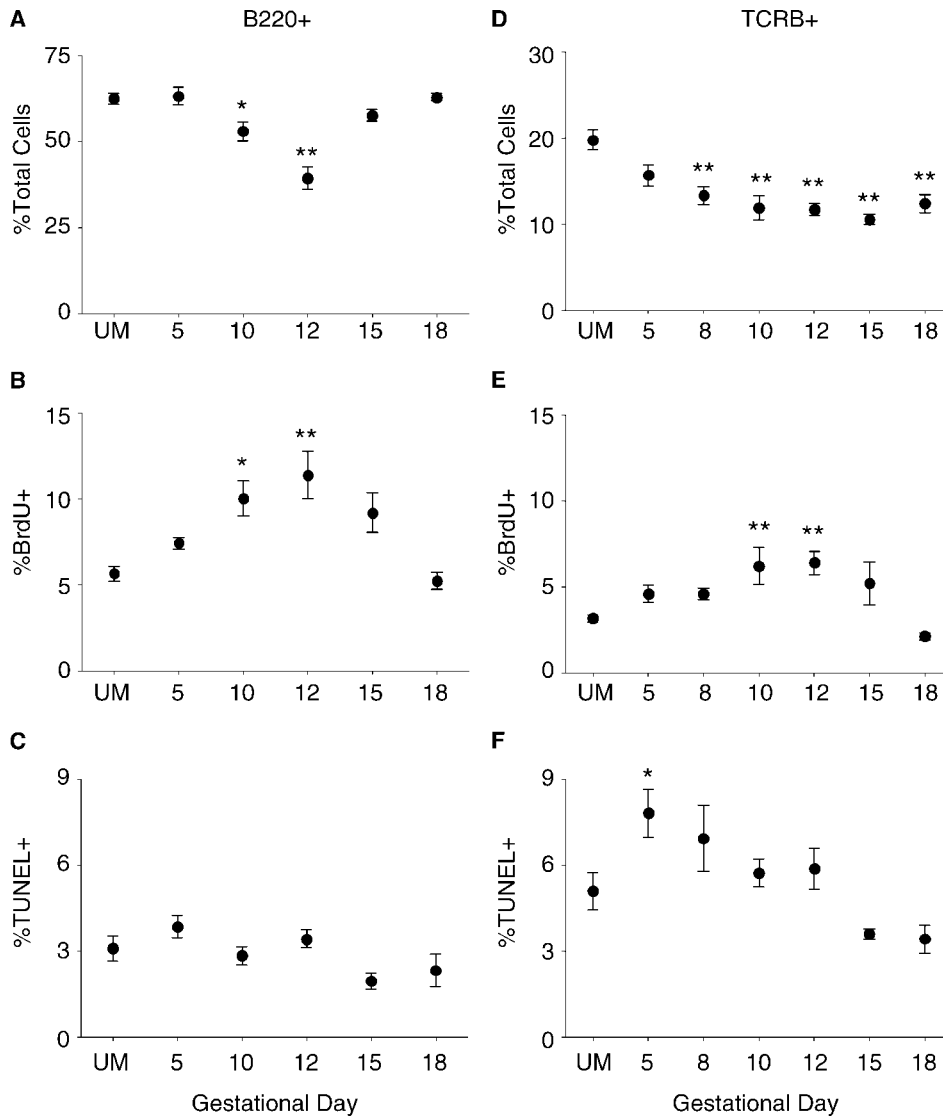 A B220+
75
50
25
0
%Total Cells
* **
UM 5 10 12 15 18
D TCRB+
30
20
10
0
%Total Cells
** ** ** ** **
UM 5 8 10 12 15 18
B
15
10
5
0
%BrdU+
* **
UM 5 10 12 15 18
E
15
10
5
0
%BrdU+
** **
UM 5 8 10 12 15 18
C
9
6
3
0
%TUNEL+
UM 5 10 12 15 18
Gestational Day
F
9
6
3
0
%TUNEL+
*
UM 5 8 10 12 15 18
Gestational Day